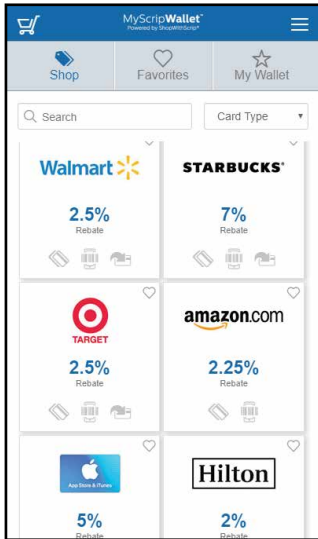 MyScripWallet™
Powered by ShopWithScrip®
Shop
Favorites
My Wallet
Search
Card Type
Walmart
STARBUCKS®
2.5%
Rebate
7%
Rebate
TARGET
amazon.com
2.5%
Rebate
2.25%
Rebate
App Store & iTunes
Hilton
5%
Rebate
2%
Rebate